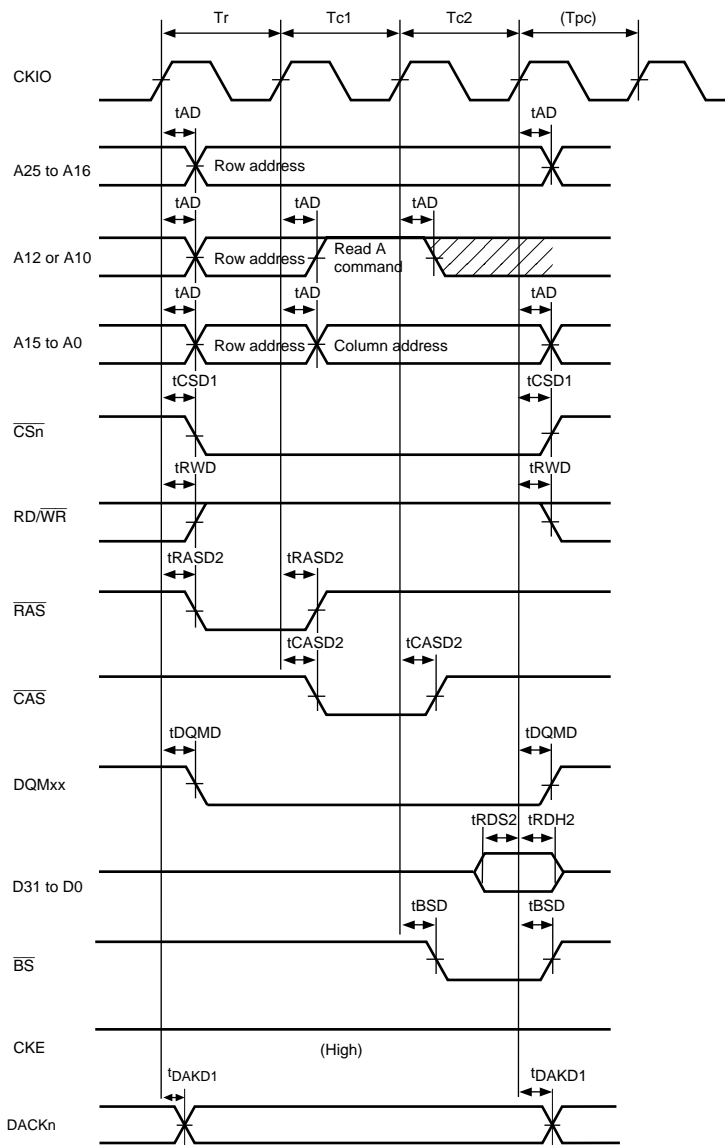 Tr Tc1 Tc2 (Tpc)
CKIO
tAD tAD
A25 to A16 Row address
tAD tAD tAD
A12 or A10 Row address Read A command
tAD tAD tAD
A15 to A0 Row address Column address
tCSD1 tCSD1
CSn
tRWD tRWD
RD/WR
tRASD2 tRASD2
RAS
tCASD2 tCASD2
CAS
tDQMD tDQMD
DQMxx
tRDS2 tRDH2
D31 to D0
tBSD tBSD
BS
CKE (High)
tDAKD1 tDAKD1
DACKn